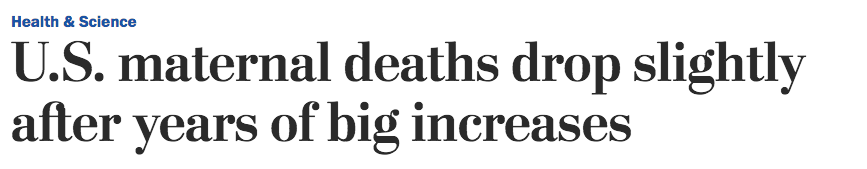 Health & Science
U.S. maternal deaths drop slightly
after years of big increases